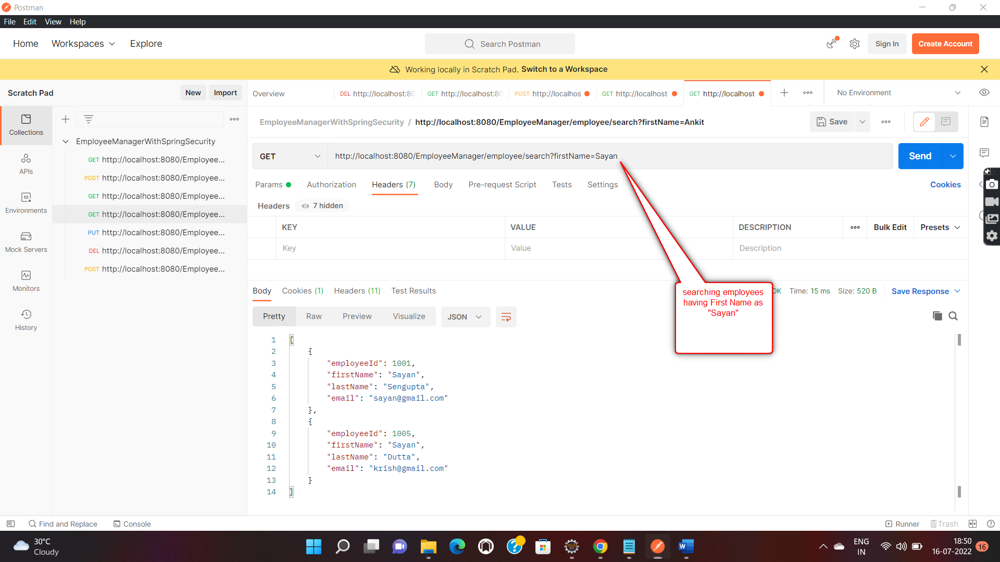 Postman
File Edit View Help
Home Workspaces Explore
Search Postman
Sign In
Create Account
Working locally in Scratch Pad. Switch to a Workspace
Scratch Pad
New Import
Overview
DEL http://localhost:80
GET http://localhost:80
POST http://localhos
GET http://localhost
GET http://localhost
No Environment
Collections
APIs
Environments
Mock Servers
Monitors
History
EmployeeManagerWithSpringSecurity
GET http://localhost:8080/Employee...
POST http://localhost:8080/Employee...
GET http://localhost:8080/Employee...
GET http://localhost:8080/Employee...
PUT http://localhost:8080/Employee...
DEL http://localhost:8080/Employee...
POST http://localhost:8080/Employee...
EmployeeManagerWithSpringSecurity / http://localhost:8080/EmployeeManager/employee/search?firstName=Ankit
Save
GET http://localhost:8080/EmployeeManager/employee/search?firstName=Sayan
Send
Params Authorization Headers (7) Body Pre-request Script Tests Settings
Cookies
Headers 7 hidden
KEY VALUE DESCRIPTION
Bulk Edit Presets
Key Value Description
searching employees
having First Name as
"Sayan"
Body Cookies (1) Headers (11) Test Results
OK Time: 15 ms Size: 520 B Save Response
Pretty Raw Preview Visualize JSON
1 [
2 {
3 "employeeId": 1001,
4 "firstName": "Sayan",
5 "lastName": "Sengupta",
6 "email": "sayan@gmail.com"
7 },
8 {
9 "employeeId": 1005,
10 "firstName": "Sayan",
11 "lastName": "Dutta",
12 "email": "krish@gmail.com"
13 }
14 ]
Find and Replace Console
Runner Trash
30°C
Cloudy
ENG
IN
18:50
16-07-2022
16